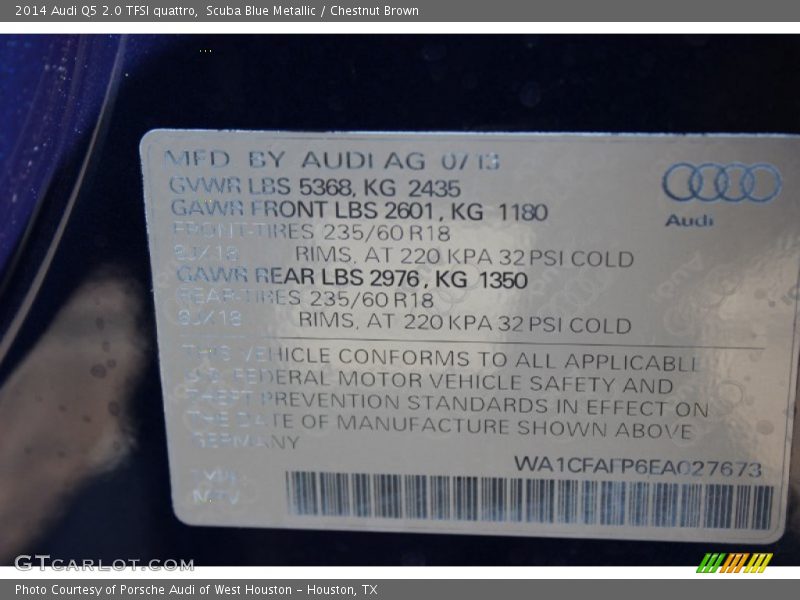 2014 Audi Q5 2.0 TFSI quattro, Scuba Blue Metallic / Chestnut Brown
MFD BY AUDI AG 07/13
GVWR LBS 5368, KG 2435
GAWR FRONT LBS 2601, KG 1180
Audi
FRONT-TIRES 235/60 R18
8JX18 RIMS, AT 220 KPA 32 PSI COLD
GAWR REAR LBS 2976, KG 1350
REAR-TIRES 235/60 R18
8JX18 RIMS, AT 220 KPA 32 PSI COLD
THIS VEHICLE CONFORMS TO ALL APPLICABLE
U.S. FEDERAL MOTOR VEHICLE SAFETY AND
THEFT PREVENTION STANDARDS IN EFFECT ON
THE DATE OF MANUFACTURE SHOWN ABOVE
GERMANY
WA1CFAFP6EA027673
TYPE:
MTV
GTCARLOT.COM
Photo Courtesy of Porsche Audi of West Houston - Houston, TX